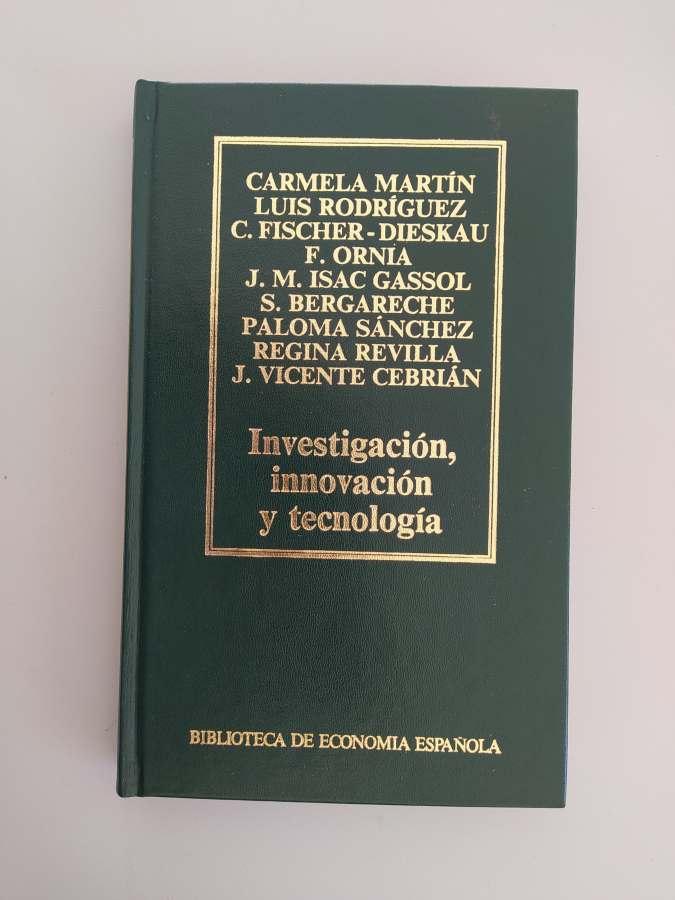 CARMELA MARTÍN
LUIS RODRÍGUEZ
C. FISCHER-DIESKAU
F. ORNIA
J. M. ISAC GASSOL
S. BERGARECHE
PALOMA SÁNCHEZ
REGINA REVILLA
J. VICENTE CEBRIÁN
Investigación,
innovación
y tecnología
BIBLIOTECA DE ECONOMIA ESPAÑOLA